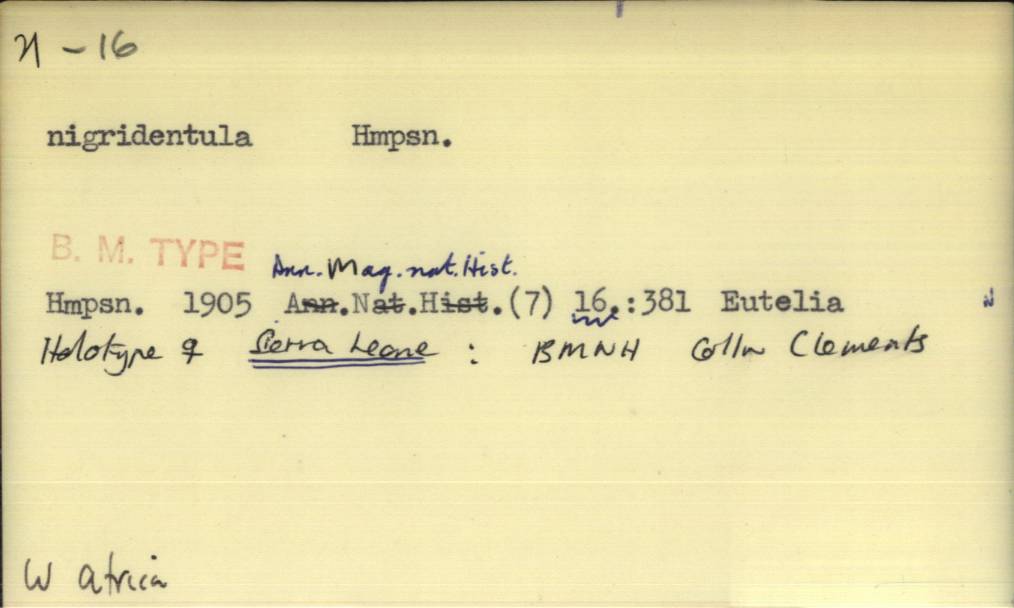 -16
nigridentula Hmpsn.
B. M. TYPE
Ann. Mag. nat. Hist.
Hmpsn. 1905 Ann.Nat.Hist.(7) 16.:381 Eutelia
Holotype ♀ Sierra Leone : BMNH Colln Clements
W Africa